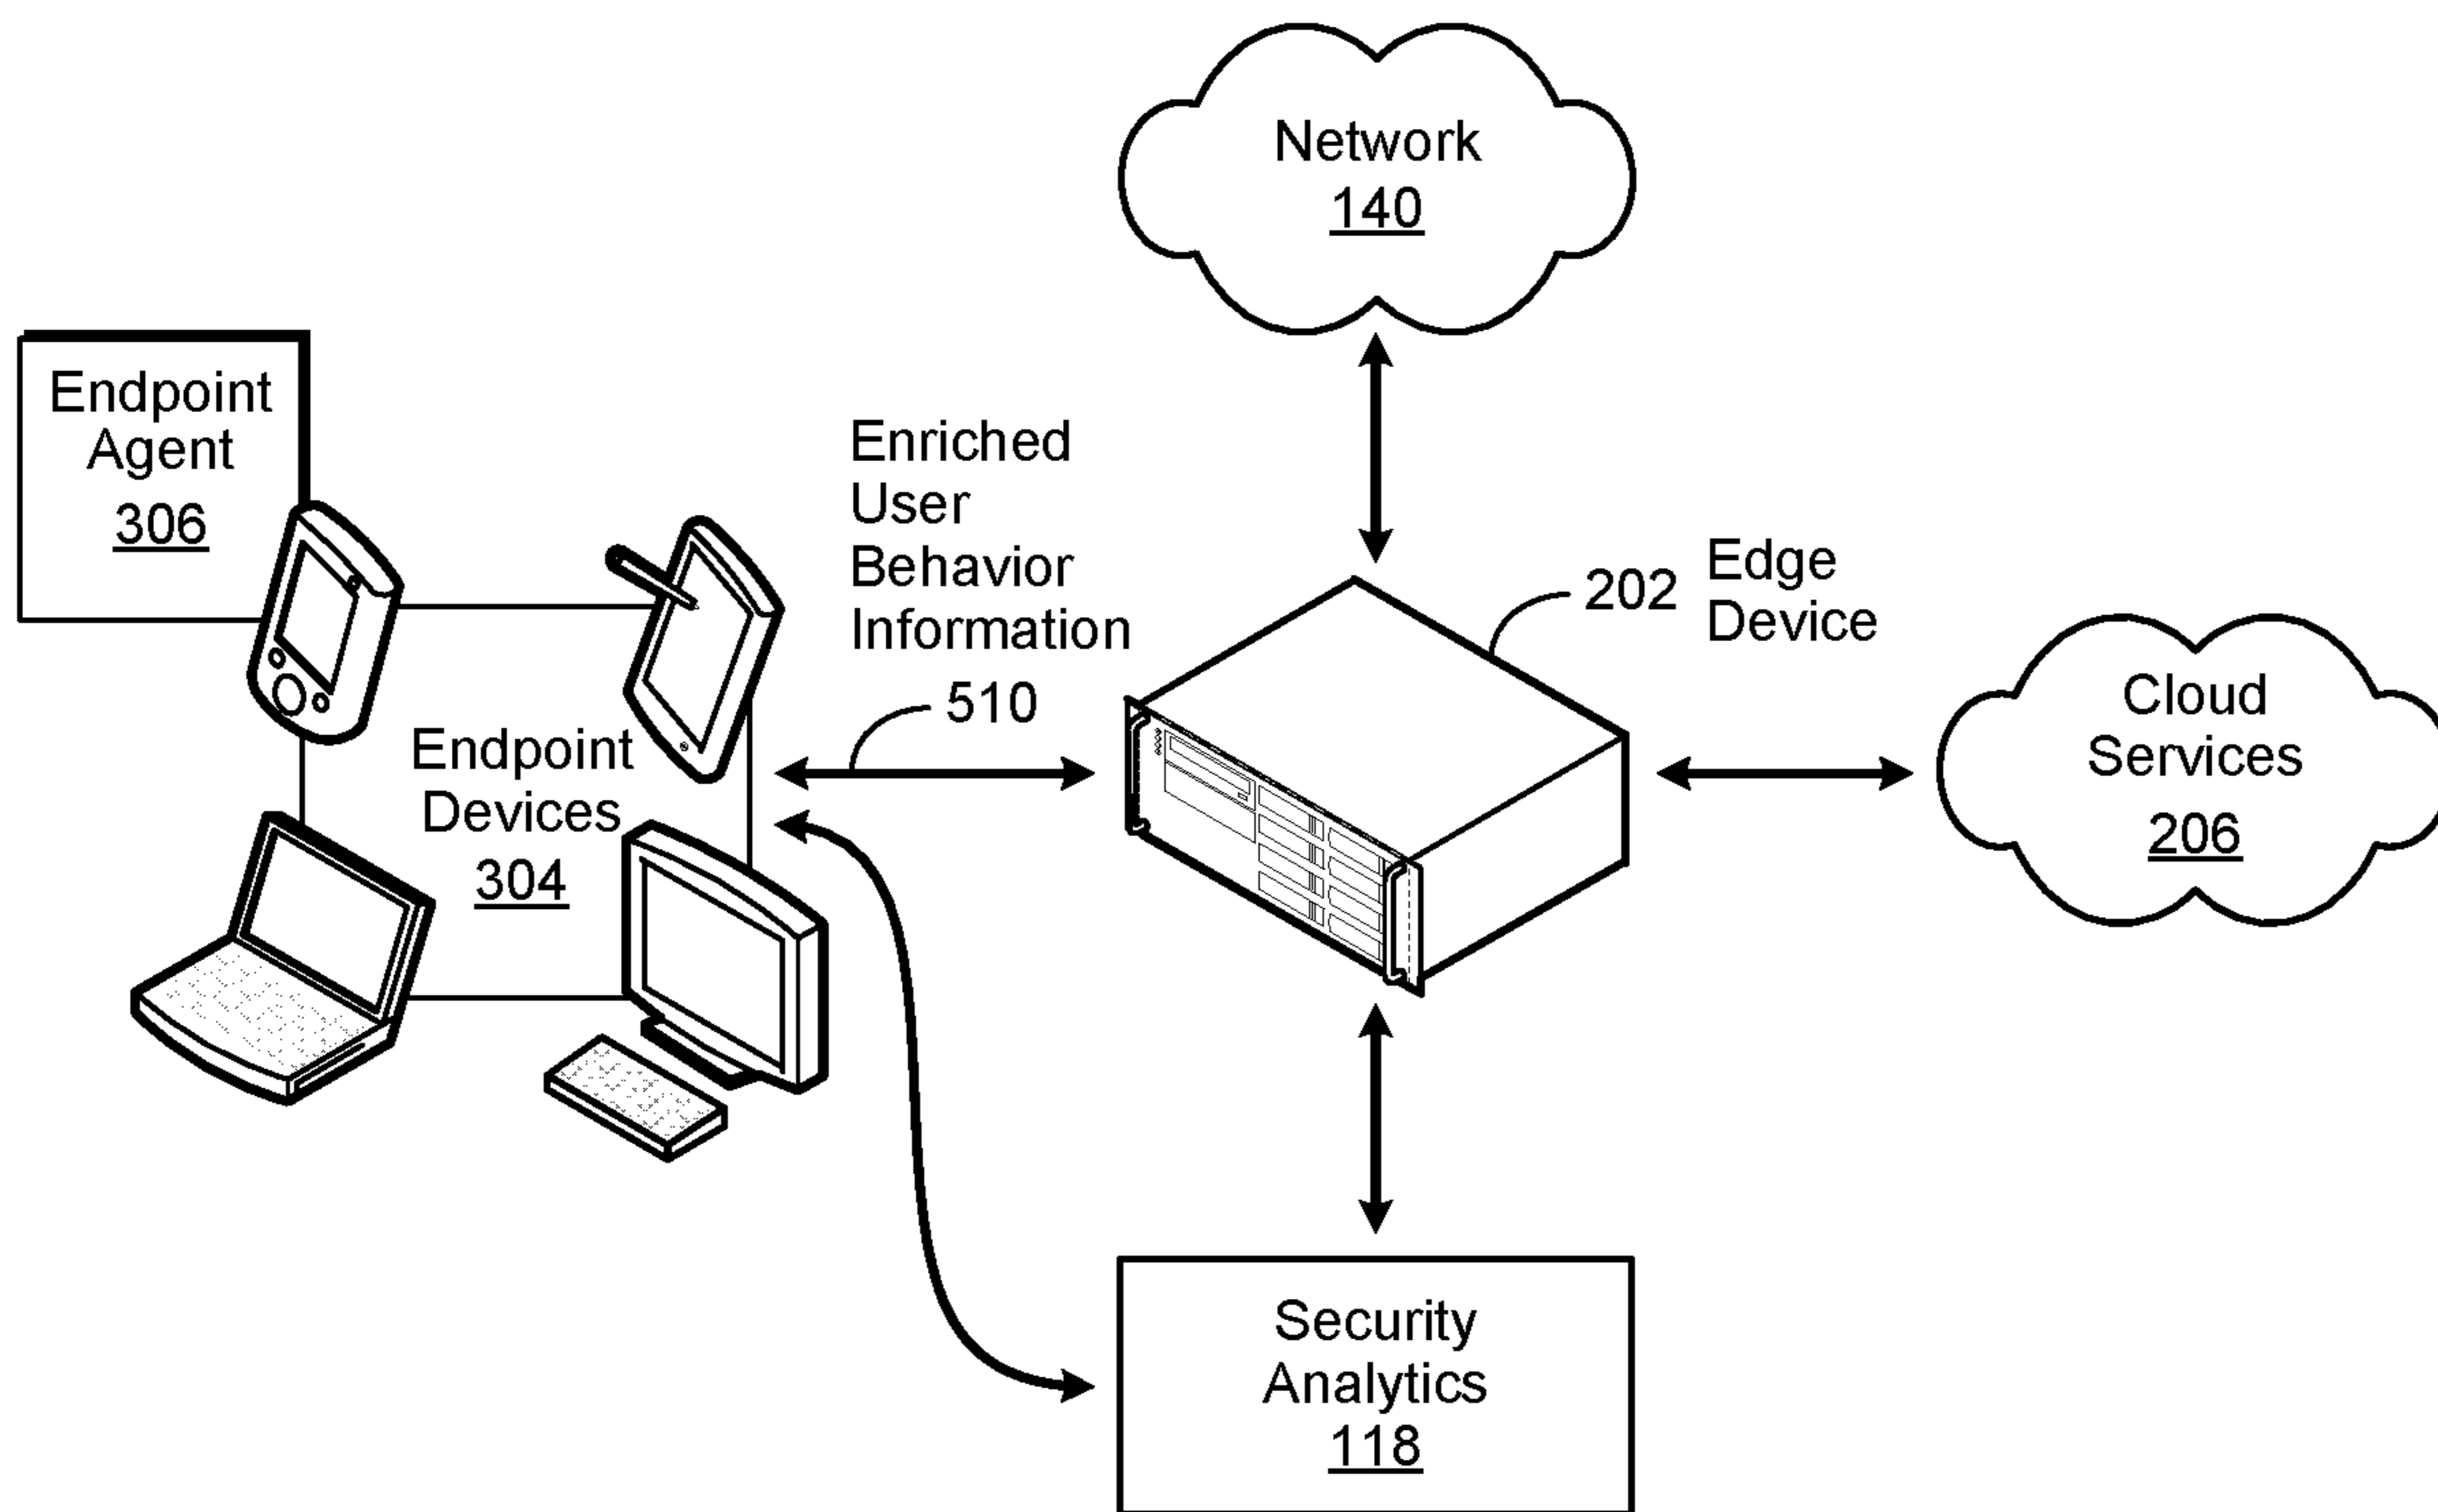 Network
140
Endpoint
Agent
306
Enriched
User
Behavior
Information
510
202
Edge
Device
Cloud
Services
206
Endpoint
Devices
304
Security
Analytics
118